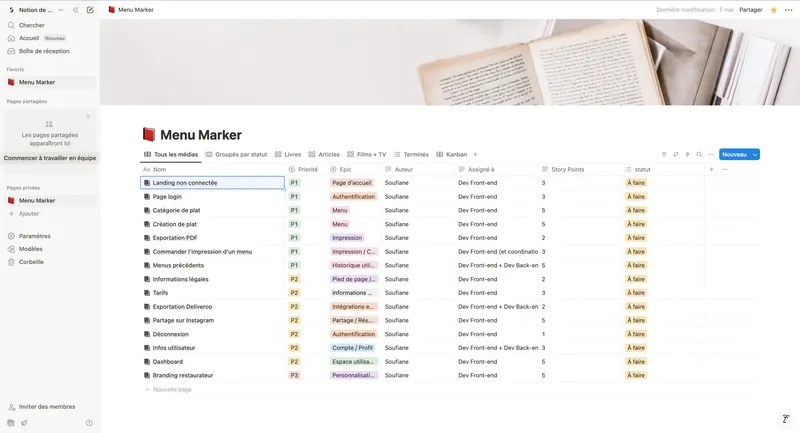 Notion de ...
Menu Marker
Dernière modification : 7 mai
Partager
Chercher
Accueil Nouveau
Boîte de réception
Favoris
Menu Marker
Pages partagées
Les pages partagées
apparaîtront ici
Commencer à travailler en équipe
Pages privées
Menu Marker
Ajouter
Paramètres
Modèles
Corbeille
Inviter des membres
Menu Marker
Tous les médias Groupés par statut Livres Articles Films + TV Terminés Kanban
Nouveau
Aa Nom Priorité Epic Auteur Assigné à Story Points statut
Landing non connectée P1 Page d'accueil Soufiane Dev Front-end 3 À faire
Page login P1 Authentification Soufiane Dev Front-end 3 À faire
Catégorie de plat P1 Menu Soufiane Dev Front-end 5 À faire
Création de plat P1 Menu Soufiane Dev Front-end 5 À faire
Exportation PDF P1 Impression Soufiane Dev Front-end 2 À faire
Commander l'impression d'un menu P1 Impression / C... Soufiane Dev Front-end (et coordinatio 3 À faire
Menus précédents P1 Historique util... Soufiane Dev Front-end + Dev Back-en 5 À faire
Informations légales P2 Pied de page /... Soufiane Dev Front-end 2 À faire
Tarifs P2 Informations ... Soufiane Dev Front-end 3 À faire
Exportation Deliveroo P2 Intégrations e... Soufiane Dev Front-end + Dev Back-en 2 À faire
Partage sur Instagram P2 Partage / Rés... Soufiane Dev Front-end 5 À faire
Déconnexion P2 Authentification Soufiane Dev Front-end 1 À faire
Infos utilisateur P2 Compte / Profil Soufiane Dev Front-end + Dev Back-en 3 À faire
Dashboard P2 Espace utilisa... Soufiane Dev Front-end 5 À faire
Branding restaurateur P3 Personnalisati... Soufiane Dev Front-end 5 À faire
Nouvelle page